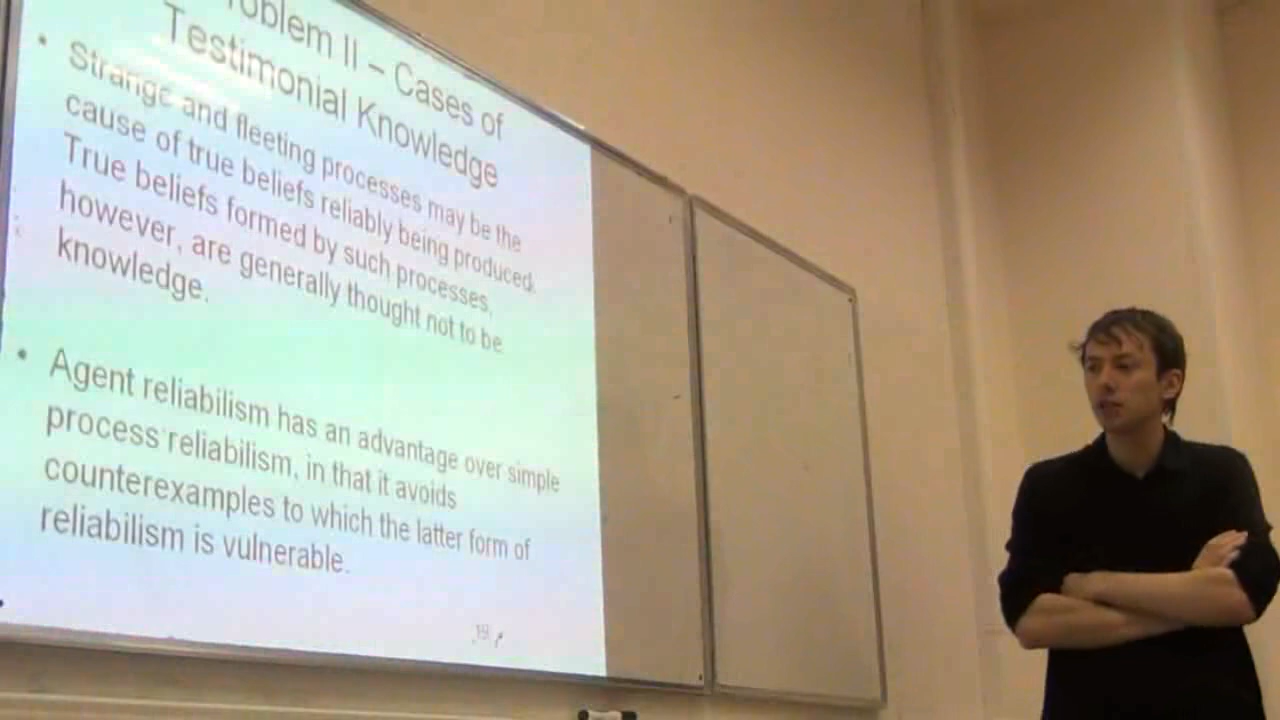 Problem II – Cases of
Testimonial Knowledge
• Strange and fleeting processes may be the
cause of true beliefs reliably being produced.
True beliefs formed by such processes,
however, are generally thought not to be
knowledge.
• Agent reliabilism has an advantage over simple
process reliabilism, in that it avoids
counterexamples to which the latter form of
reliabilism is vulnerable.